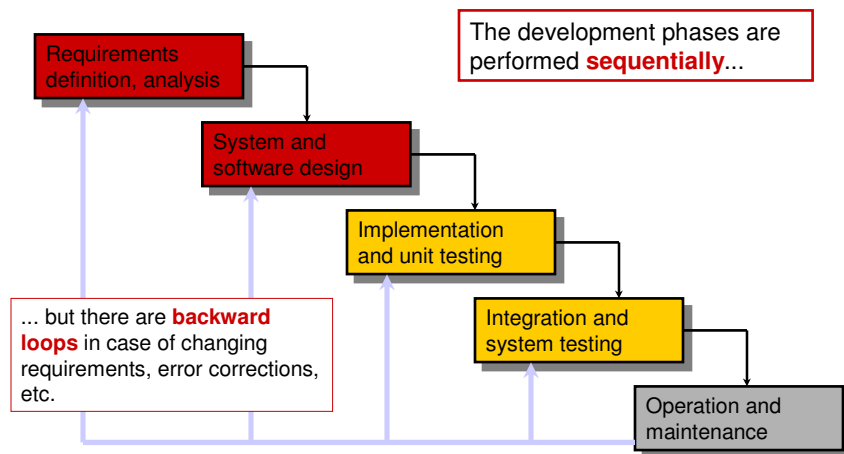 The development phases are
performed sequentially...
Requirements
definition, analysis
System and
software design
Implementation
and unit testing
... but there are backward
loops in case of changing
requirements, error corrections,
etc.
Integration and
system testing
Operation and
maintenance